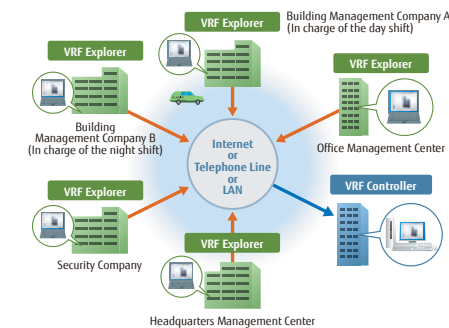 VRF Explorer
Building Management Company A
(In charge of the day shift)
VRF Explorer
VRF Explorer
Building
Management Company B
(In charge of the night shift)
Office Management Center
Internet
or
Telephone Line
or
LAN
VRF Explorer
VRF Controller
Security Company
VRF Explorer
Headquarters Management Center